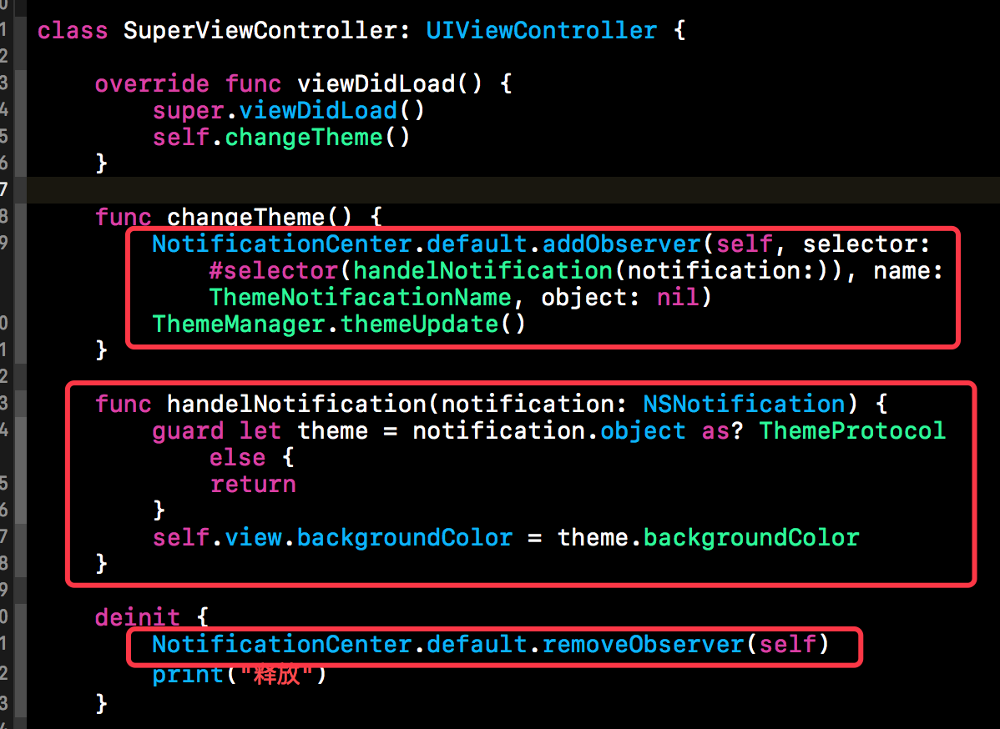 class SuperViewController: UIViewController {
override func viewDidLoad() {
super.viewDidLoad()
self.changeTheme()
}
func changeTheme() {
NotificationCenter.default.addObserver(self, selector:
#selector(handelNotification(notification:)), name:
ThemeNotifacationName, object: nil)
ThemeManager.themeUpdate()
}
func handelNotification(notification: NSNotification) {
guard let theme = notification.object as? ThemeProtocol
else {
return
}
self.view.backgroundColor = theme.backgroundColor
}
deinit {
NotificationCenter.default.removeObserver(self)
print("释放")
}